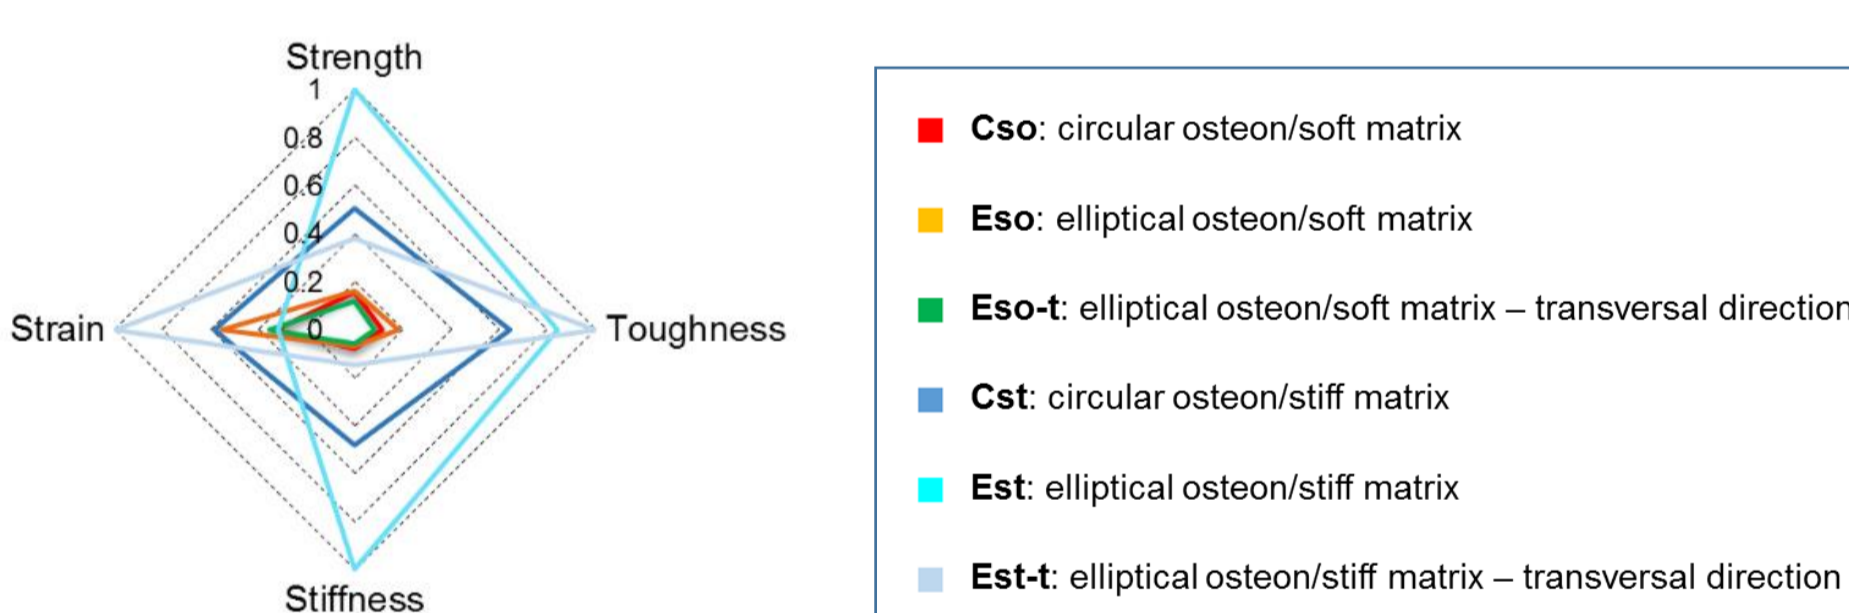 Strength
1
0.8
0.6
0.4
0.2
0
Strain
Toughness
Stiffness
Cso: circular osteon/soft matrix
Eso: elliptical osteon/soft matrix
Eso-t: elliptical osteon/soft matrix – transversal direction
Cst: circular osteon/stiff matrix
Est: elliptical osteon/stiff matrix
Est-t: elliptical osteon/stiff matrix – transversal direction